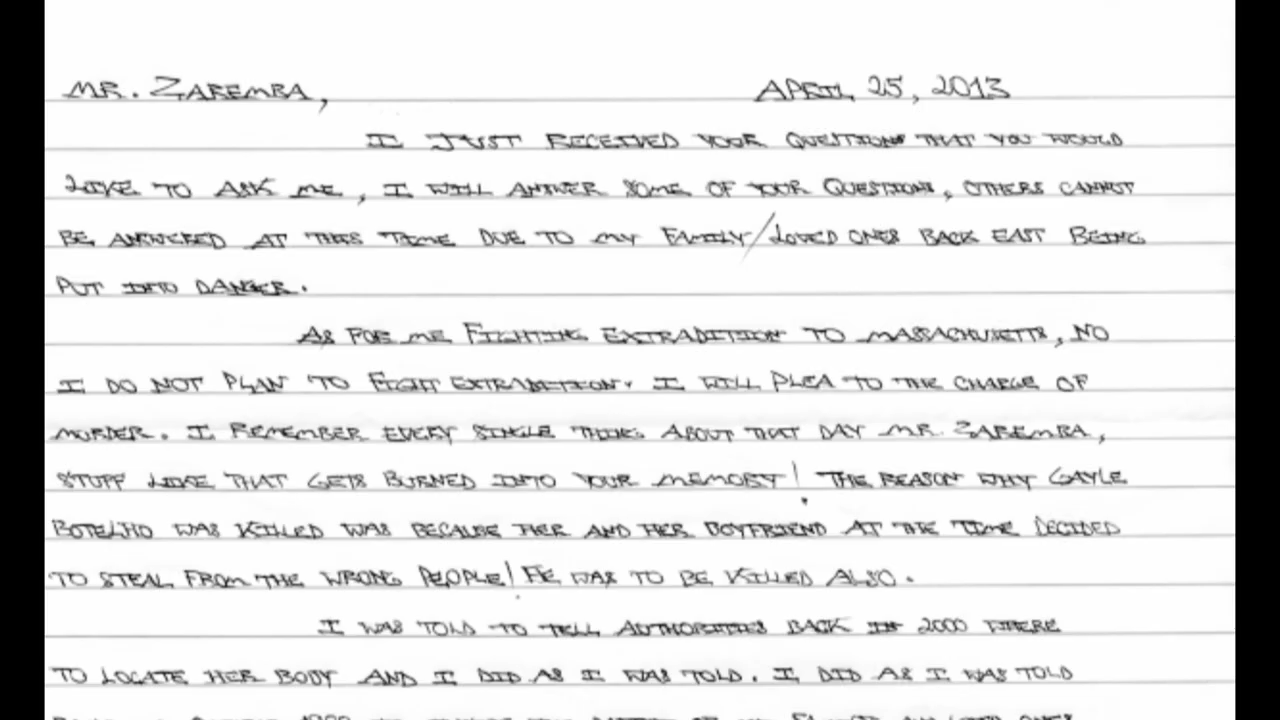 MR. ZAREMBA, APRIL 25, 2013
I JUST RECEIVED YOUR QUESTIONS THAT YOU WOULD
LIKE TO ASK ME, I WILL ANSWER SOME OF YOUR QUESTIONS, OTHERS CANNOT
BE ANSWERED AT THIS TIME DUE TO MY FAMILY/LOVED ONES BACK EAST BEING
PUT INTO DANGER.
AS FOR ME FIGHTING EXTRADITION TO MASSACHUSETTS, NO
I DO NOT PLAN TO FIGHT EXTRADITION. I WILL PLEA TO THE CHARGE OF
MURDER. I REMEMBER EVERY SINGLE THING ABOUT THAT DAY MR. ZAREMBA,
STUFF LIKE THAT GETS BURNED INTO YOUR MEMORY! THE REASON WHY GAYLE
BOTELHO WAS KILLED WAS BECAUSE HER AND HER BOYFRIEND AT THE TIME DECIDED
TO STEAL FROM THE WRONG PEOPLE! HE WAS TO BE KILLED ALSO.
I WAS TOLD TO TELL AUTHORITIES BACK IN 2000 WHERE
TO LOCATE HER BODY AND I DID AS I WAS TOLD. I DID AS I WAS TOLD